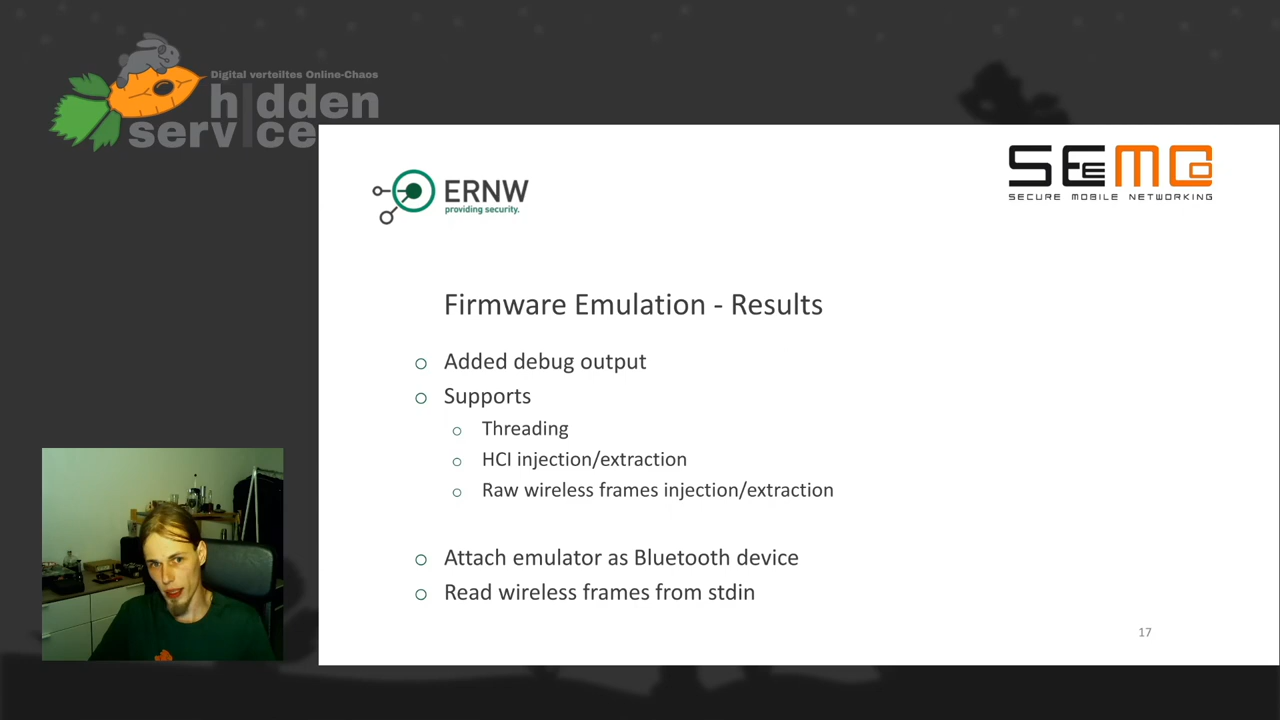 Digital verteiltes Online-Chaos
hidden
service
ERNW
providing security.
SEEMOO
SECURE MOBILE NETWORKING
Firmware Emulation - Results
Added debug output
Supports
Threading
HCI injection/extraction
Raw wireless frames injection/extraction
Attach emulator as Bluetooth device
Read wireless frames from stdin
17